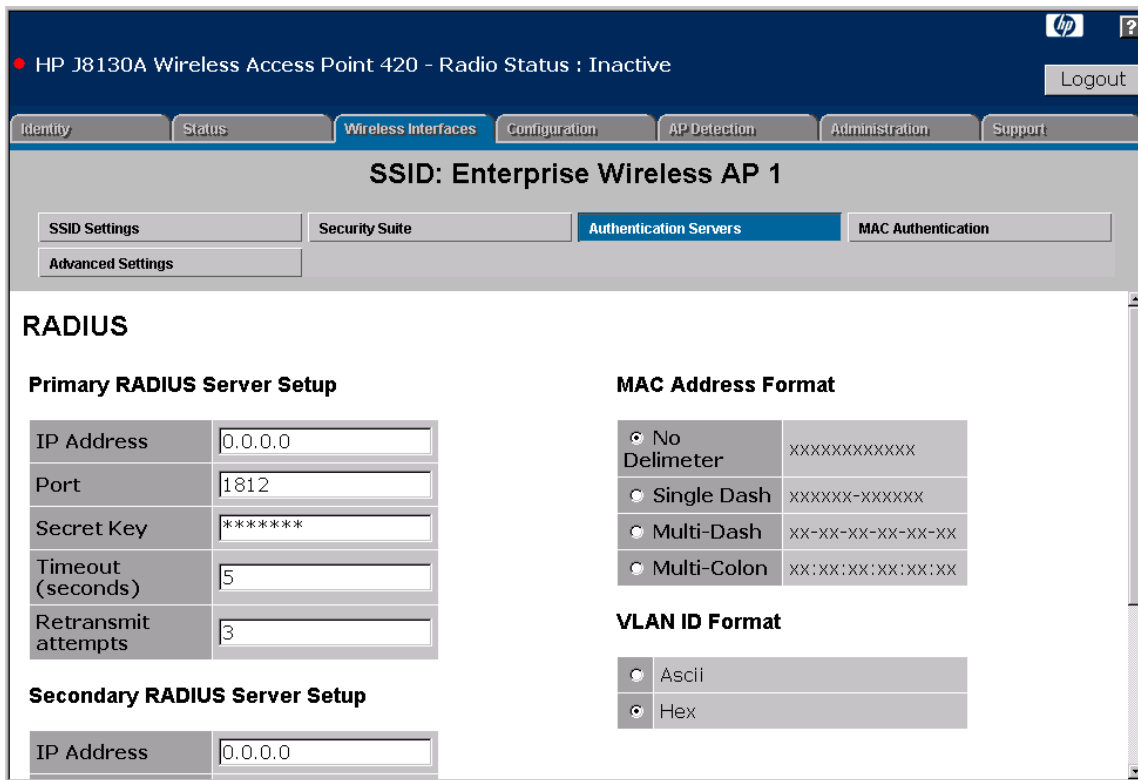 hp
?
HP J8130A Wireless Access Point 420 - Radio Status : Inactive
Logout
Identity
Status
Wireless Interfaces
Configuration
AP Detection
Administration
Support
SSID: Enterprise Wireless AP 1
SSID Settings
Security Suite
Authentication Servers
MAC Authentication
Advanced Settings
RADIUS
Primary RADIUS Server Setup
IP Address
0.0.0.0
Port
1812
Secret Key
*******
Timeout
(seconds)
5
Retransmit
attempts
3
Secondary RADIUS Server Setup
IP Address
0.0.0.0
MAC Address Format
No
Delimeter
xxxxxxxxxxxx
Single Dash
xxxxxx-xxxxxx
Multi-Dash
xx-xx-xx-xx-xx-xx
Multi-Colon
xx:xx:xx:xx:xx:xx
VLAN ID Format
Ascii
Hex